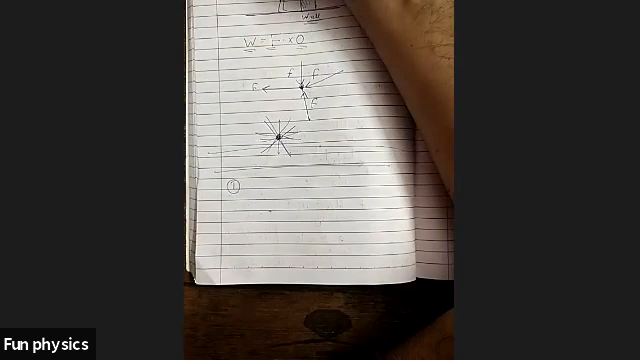 Wall
W = F × 0
F F
F
F
①
Fun physics